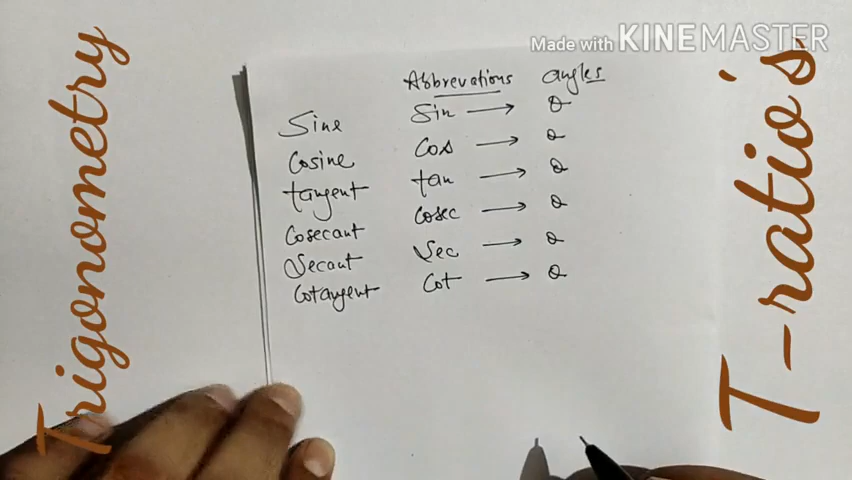 Made with KINEMASTER
Trigonometry
T-ratio's
Abbrevations angles
Sine Sin → θ
Cosine Cos → θ
tangent tan → θ
Cosecant Cosec → θ
Secant Sec → θ
Cotangent Cot → θ